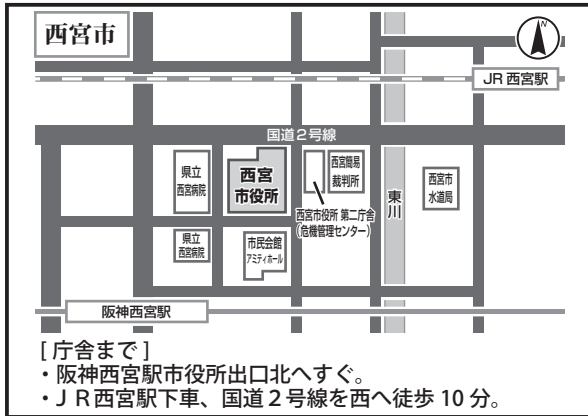 西宮市
N
JR 西宮駅
国道2号線
県立
西宮病院
西宮
市役所
西宮簡易
裁判所
西宮市役所 第二庁舎
（危機管理センター）
東川
西宮市
水道局
県立
西宮病院
市民会館
アミティホール
阪神西宮駅
[ 庁舎まで ]
・阪神西宮駅市役所出口北へすぐ。
・ＪＲ西宮駅下車、国道２号線を西へ徒歩 10 分。